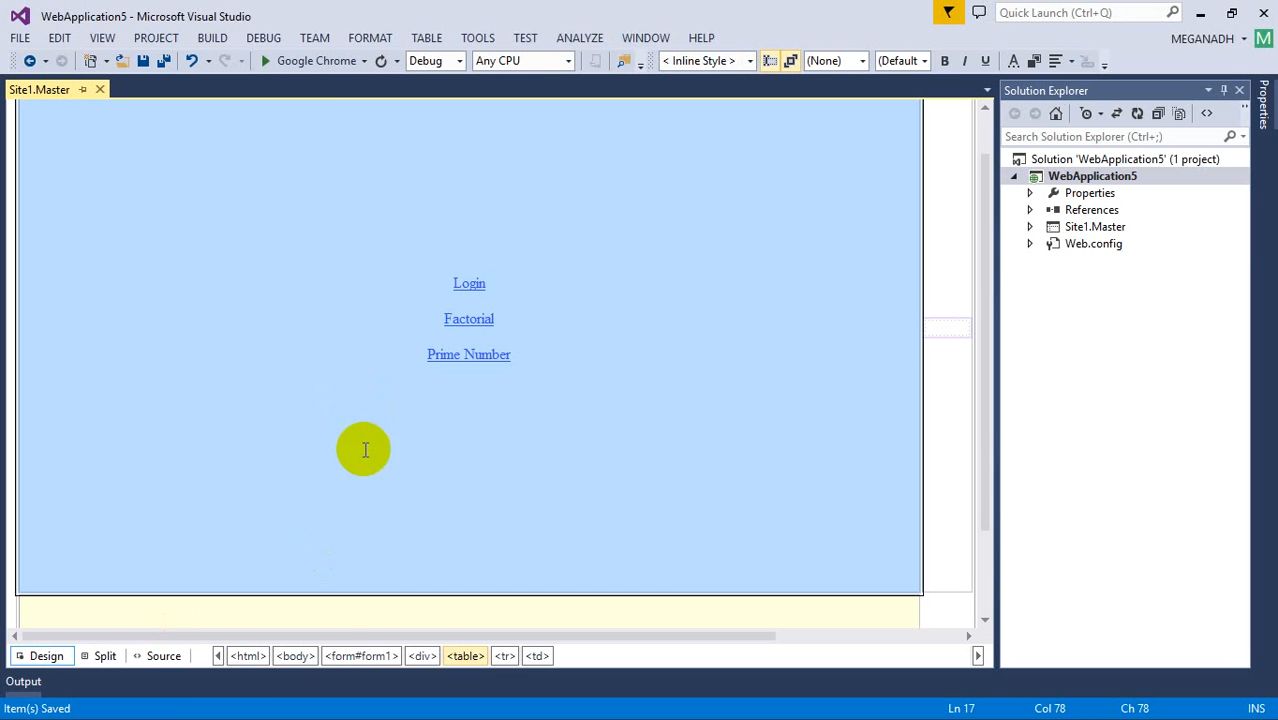 WebApplication5 - Microsoft Visual Studio
Quick Launch (Ctrl+Q)
FILE EDIT VIEW PROJECT BUILD DEBUG TEAM FORMAT TABLE TOOLS TEST ANALYZE WINDOW HELP
MEGANADH M
Google Chrome Debug Any CPU < Inline Style > (None) (Default B I U A
Site1.Master
Login
Factorial
Prime Number
Design Split Source <html> <body> <form#form1> <div> <table> <tr> <td>
Solution Explorer
Search Solution Explorer (Ctrl+;)
Solution 'WebApplication5' (1 project)
WebApplication5
Properties
References
Site1.Master
Web.config
Properties
Output
Item(s) Saved Ln 17 Col 78 Ch 78 INS